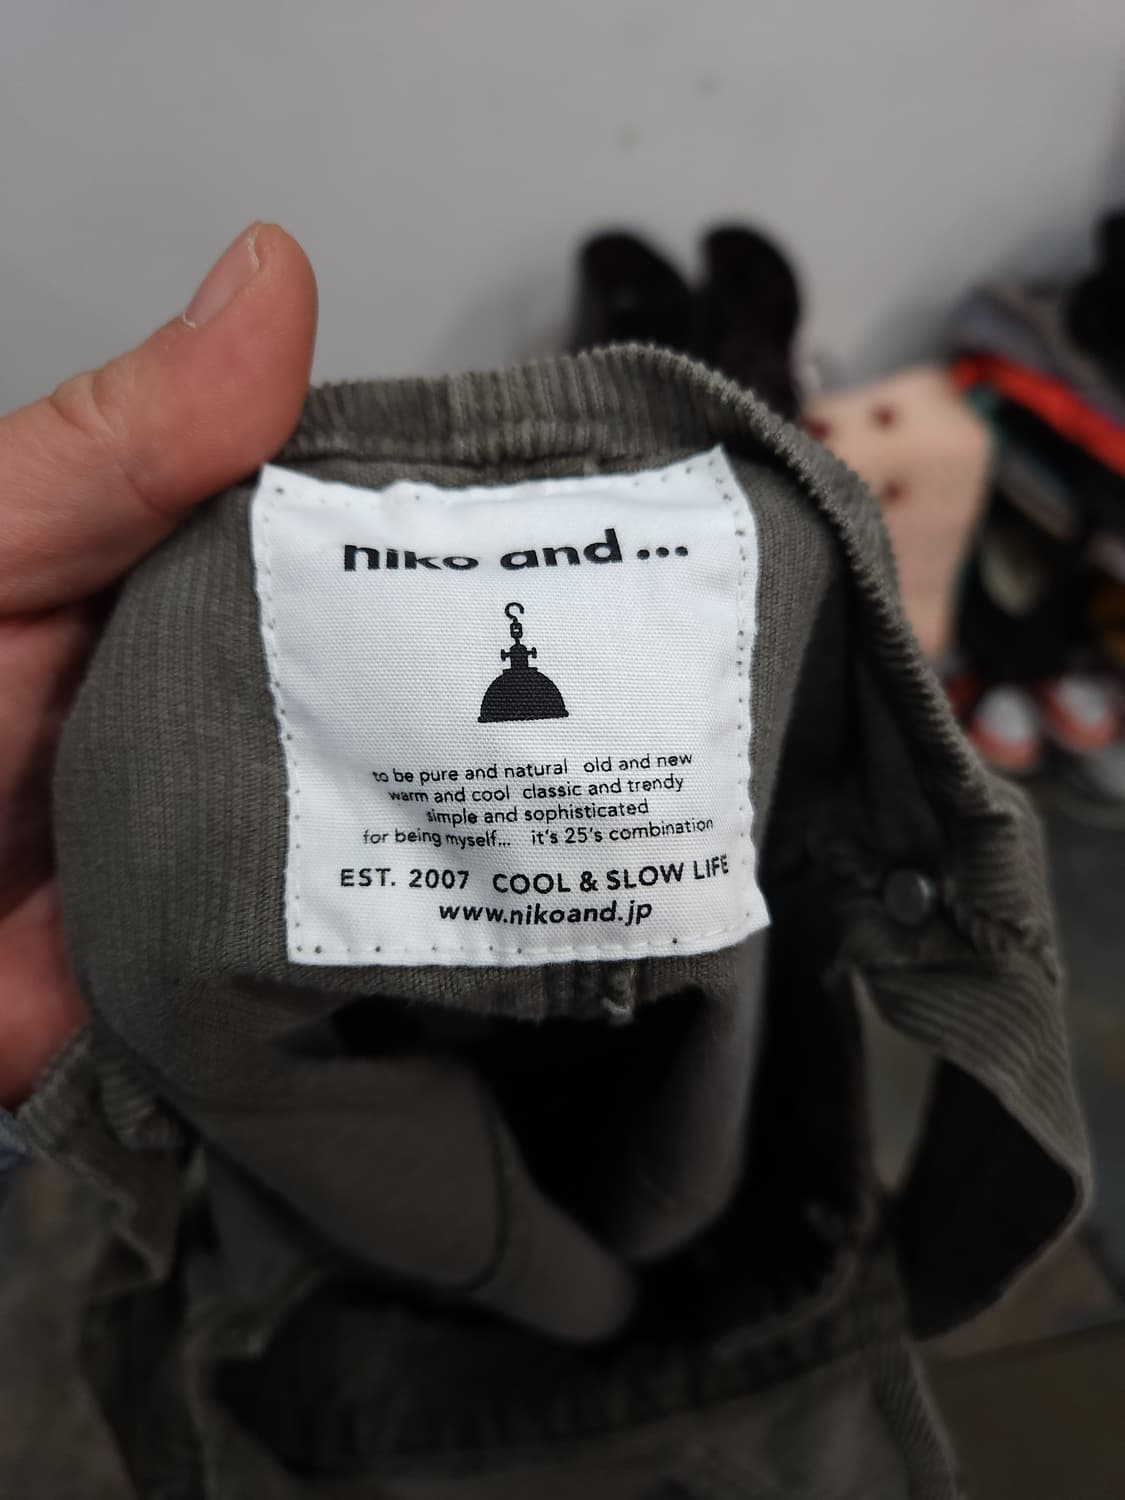 niko and...
to be pure and natural old and new
warm and cool classic and trendy
simple and sophisticated
for being myself... it's 25's combination
EST. 2007 COOL & SLOW LIFE
www.nikoand.jp